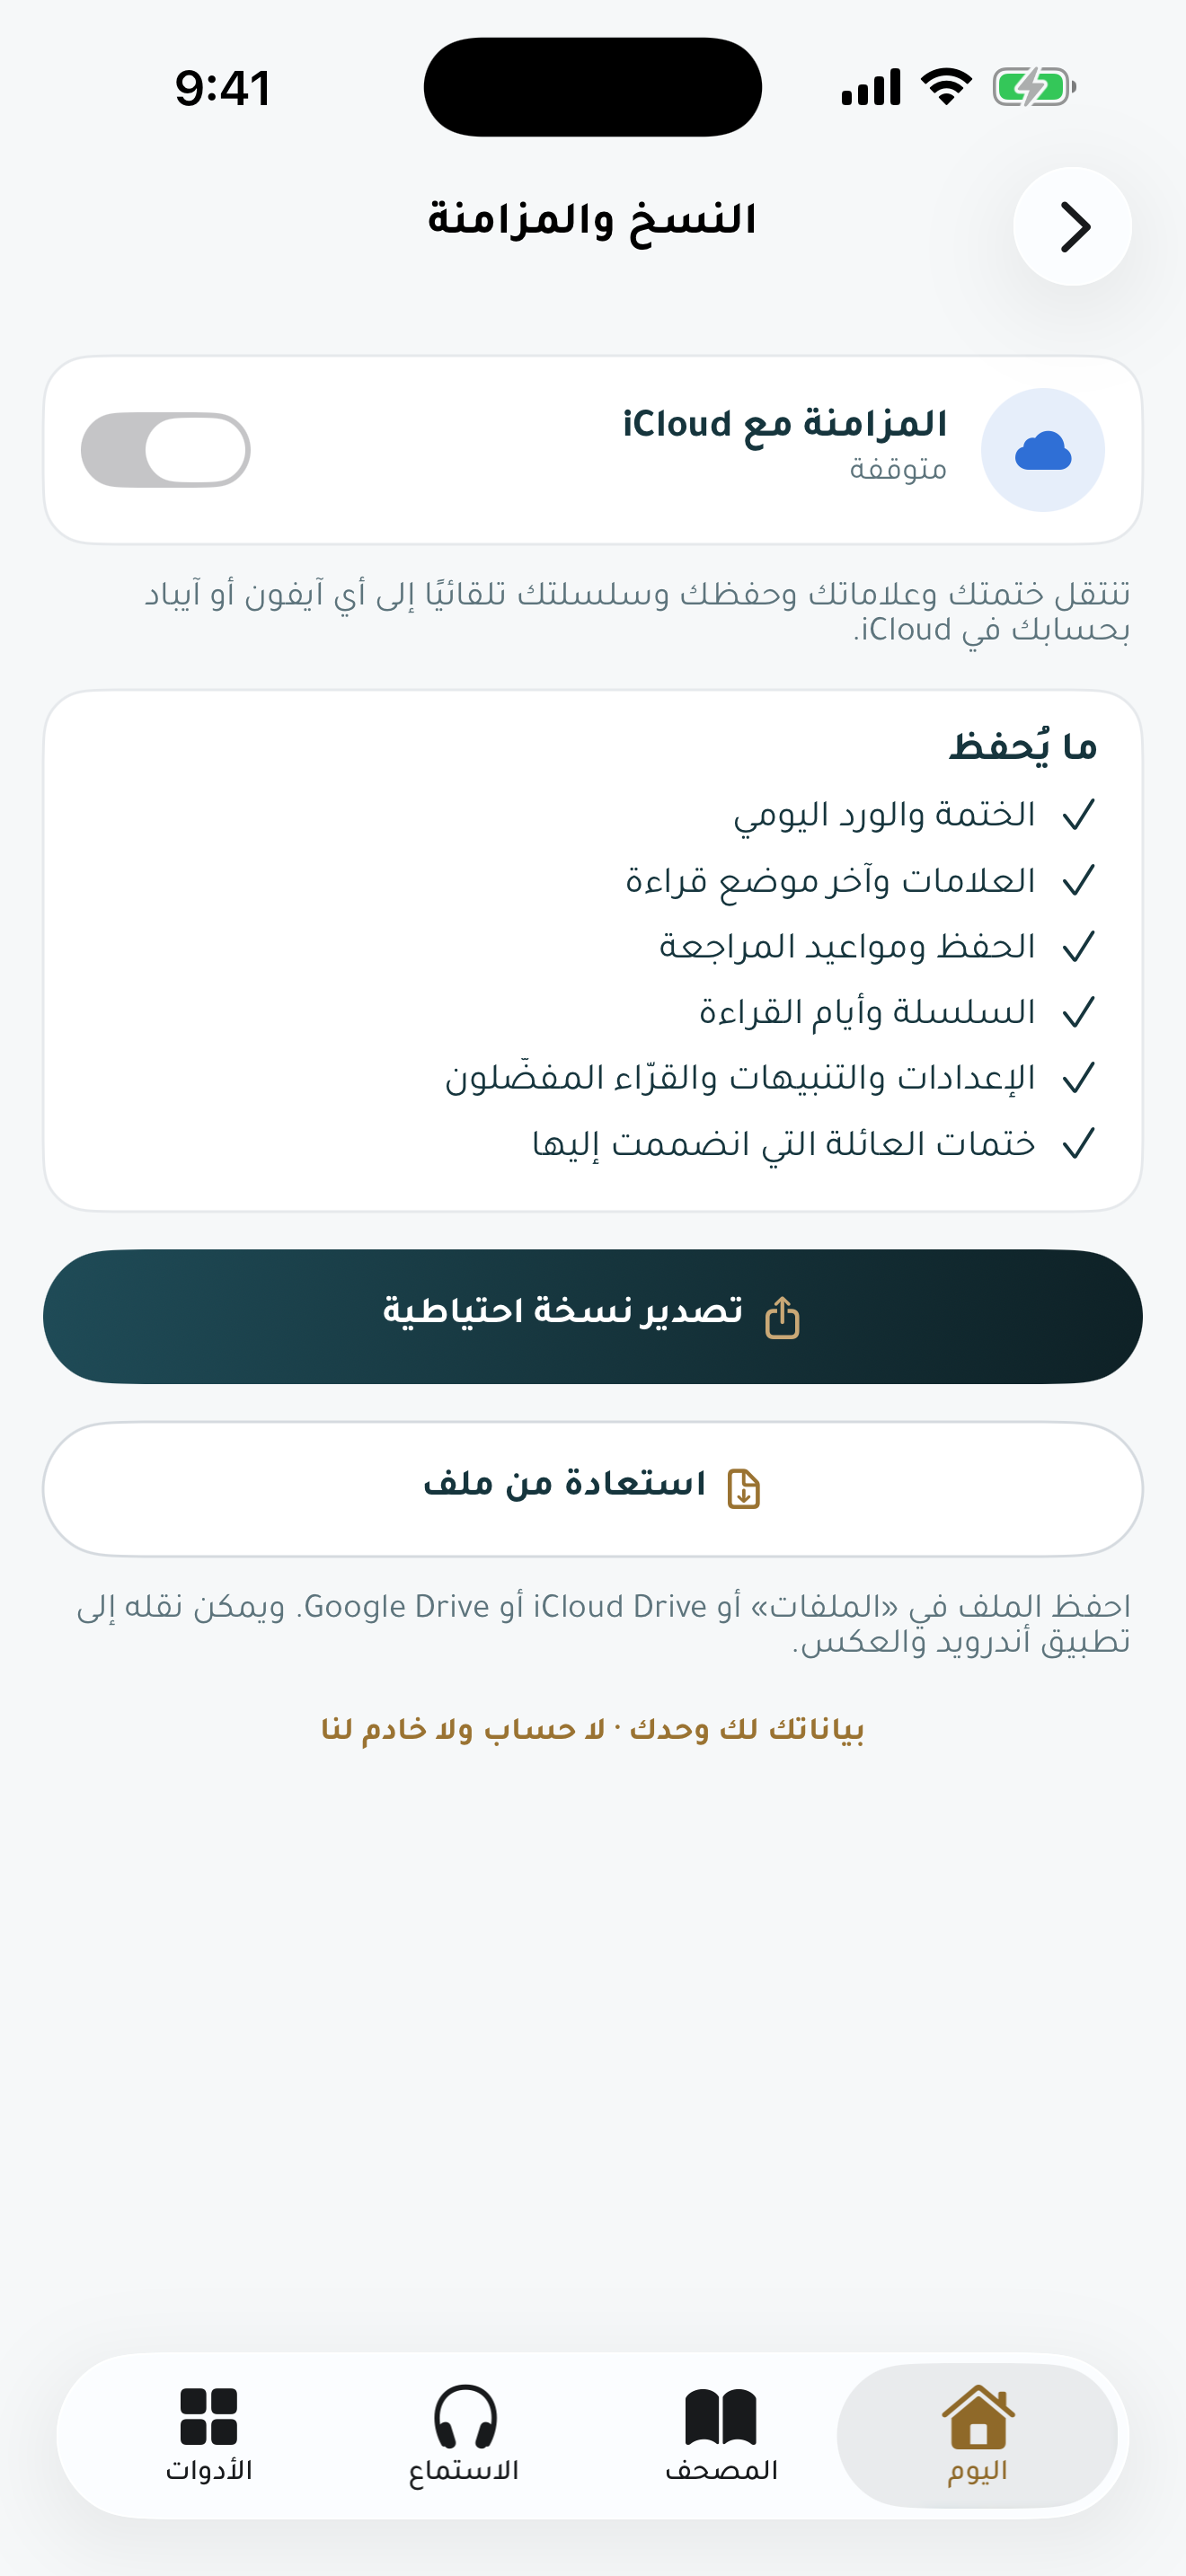 9:41
النسخ والمزامنة
المزامنة مع iCloud
متوقفة
تنتقل ختمتك وعلاماتك وحفظك وسلسلتك تلقائيًا إلى أي آيفون أو آيباد
بحسابك في iCloud.
ما يُحفظ
الختمة والورد اليومي
العلامات وآخر موضع قراءة
الحفظ ومواعيد المراجعة
السلسلة وأيام القراءة
الإعدادات والتنبيهات والقرّاء المفضّلون
ختمات العائلة التي انضممت إليها
تصدير نسخة احتياطية
استعادة من ملف
احفظ الملف في «الملفات» أو iCloud Drive أو Google Drive. ويمكن نقله إلى
تطبيق أندرويد والعكس.
بياناتك لك وحدك · لا حساب ولا خادم لنا
اليوم
المصحف
الاستماع
الأدوات